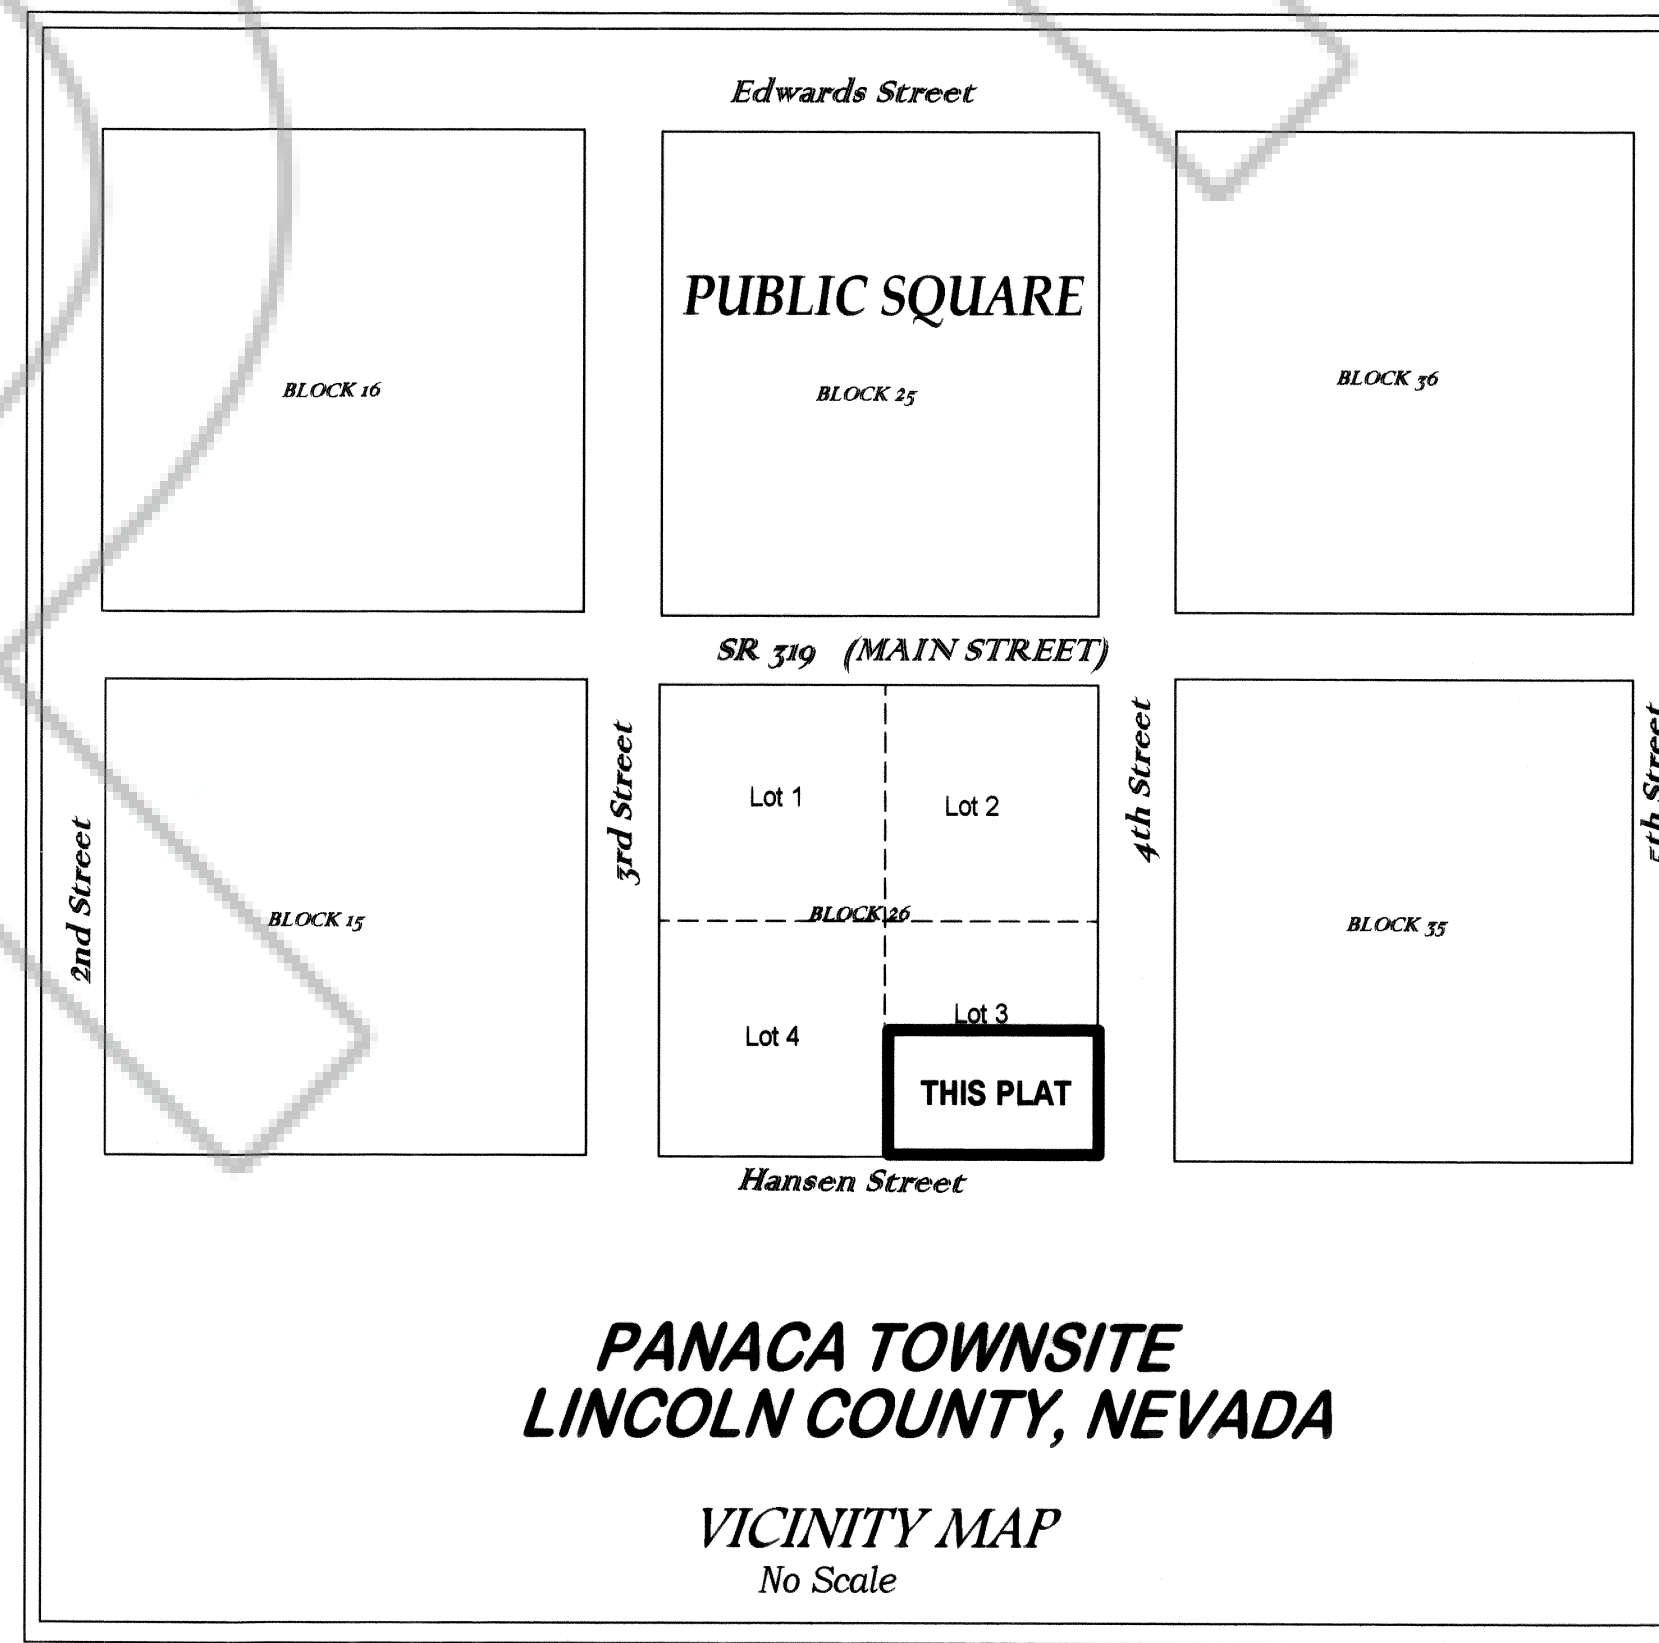 Edwards Street
PUBLIC SQUARE
BLOCK 16
BLOCK 25
BLOCK 36
SR 319 (MAIN STREET)
2nd Street
3rd Street
4th Street
5th Street
Lot 1
Lot 2
BLOCK 15
BLOCK 26
BLOCK 35
Lot 3
Lot 4
THIS PLAT
Hansen Street
PANACA TOWNSITE
LINCOLN COUNTY, NEVADA
VICINITY MAP
No Scale